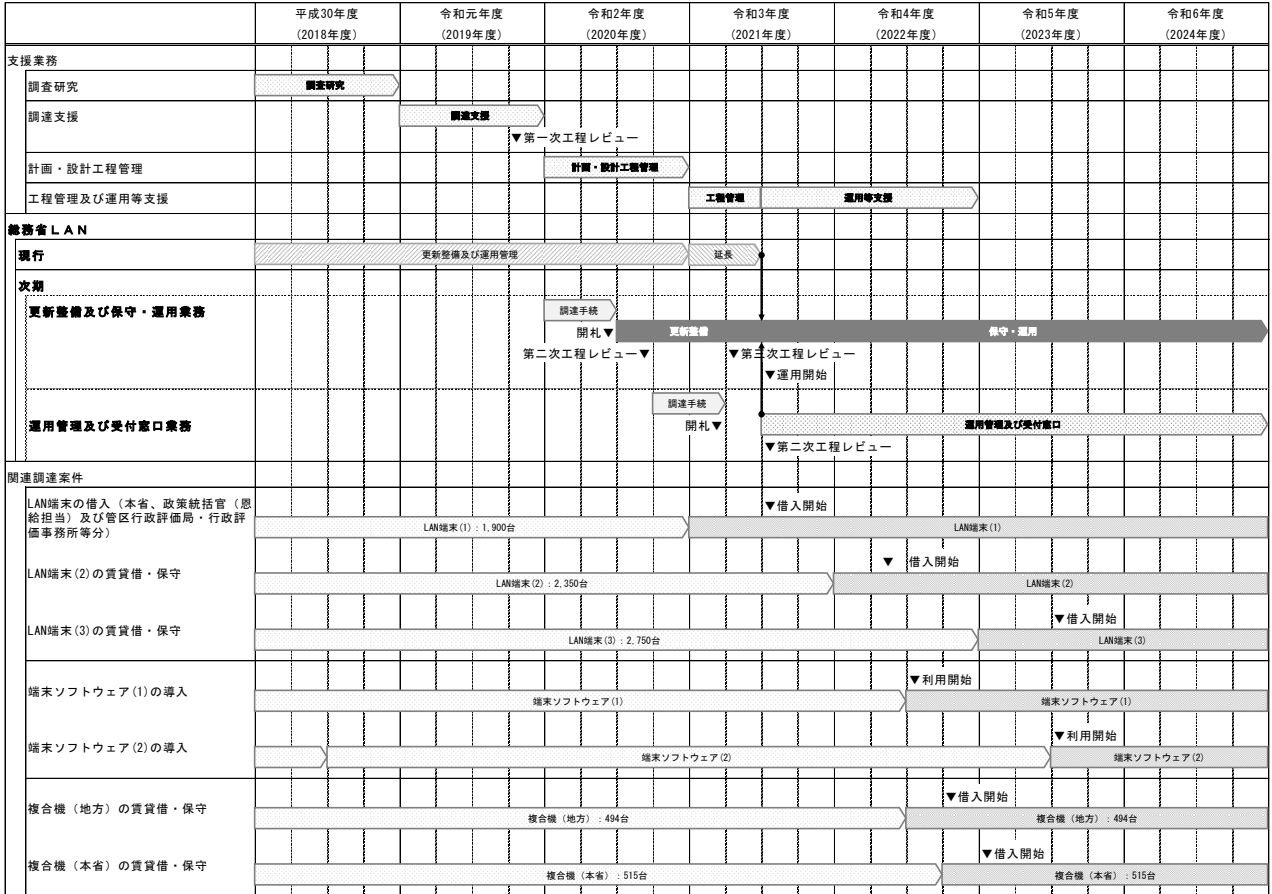 平成30年度 令和元年度 令和2年度 令和3年度 令和4年度 令和5年度 令和6年度
(2018年度) (2019年度) (2020年度) (2021年度) (2022年度) (2023年度) (2024年度)
支援業務
調査研究 調査研究
調達支援 調達支援
▼第一次工程レビュー
計画・設計工程管理 計画・設計工程管理
工程管理及び運用等支援 工程管理 運用等支援
総務省LAN
現行 更新整備及び運用管理 延長
次期
更新整備及び保守・運用業務 調達手続
開札▼ 更新整備 保守・運用
第二次工程レビュー▼ ▼第三次工程レビュー
▼運用開始
調達手続
運用管理及び受付窓口業務 開札▼ 運用管理及び受付窓口
▼第二次工程レビュー
関連調達案件
LAN端末の借入（本省、政策統括官（恩
給担当）及び管区行政評価局・行政評
価事務所等分）
▼借入開始
LAN端末(1)：1,900台 LAN端末(1)
LAN端末(2)の賃貸借・保守 ▼ 借入開始
LAN端末(2)：2,350台 LAN端末(2)
LAN端末(3)の賃貸借・保守 ▼借入開始
LAN端末(3)：2,750台 LAN端末(3)
端末ソフトウェア(1)の導入 ▼利用開始
端末ソフトウェア(1) 端末ソフトウェア(1)
端末ソフトウェア(2)の導入 ▼利用開始
端末ソフトウェア(2) 端末ソフトウェア(2)
複合機（地方）の賃貸借・保守 ▼借入開始
複合機（地方）：494台 複合機（地方）：494台
複合機（本省）の賃貸借・保守 ▼借入開始
複合機（本省）：515台 複合機（本省）：515台